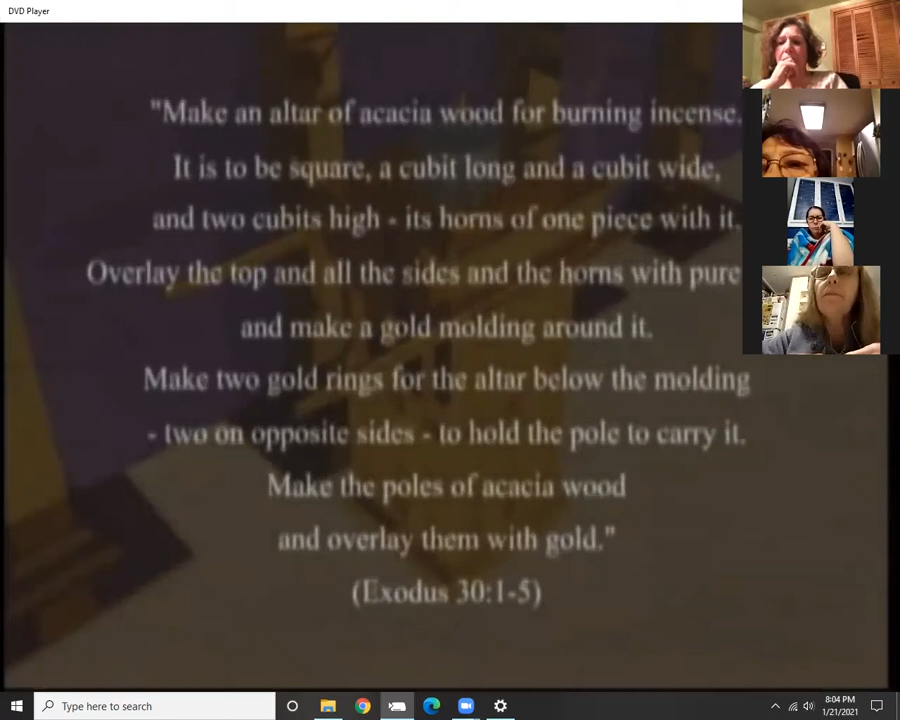 DVD Player
"Make an altar of acacia wood for burning incense.
It is to be square, a cubit long and a cubit wide,
and two cubits high - its horns of one piece with it.
Overlay the top and all the sides and the horns with pure
and make a gold molding around it.
Make two gold rings for the altar below the molding
- two on opposite sides - to hold the pole to carry it.
Make the poles of acacia wood
and overlay them with gold."
(Exodus 30:1-5)
Type here to search
8:04 PM
1/21/2021